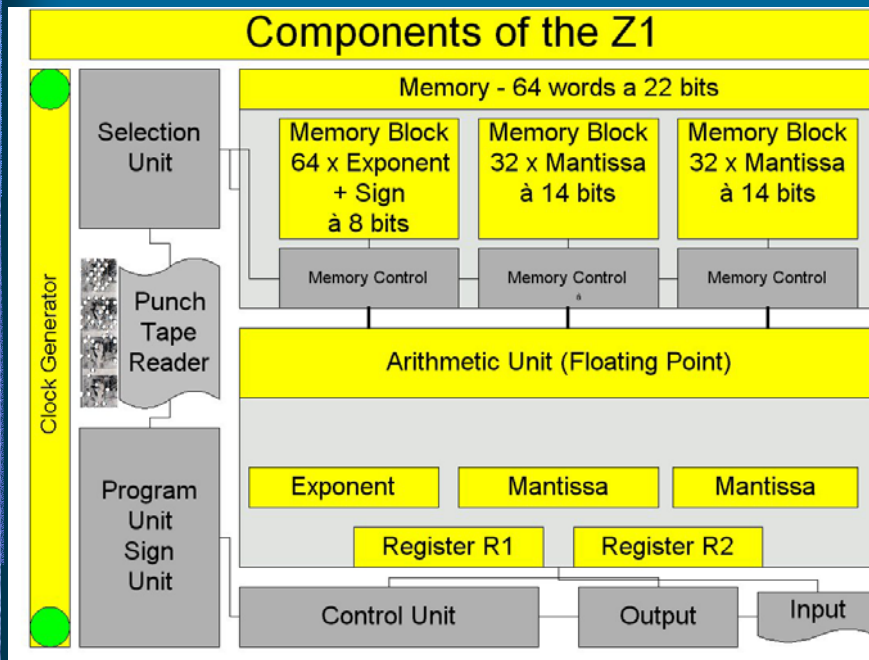 Components of the Z1
Clock Generator
Selection
Unit
Punch
Tape
Reader
Program
Unit
Sign
Unit
Memory - 64 words a 22 bits
Memory Block
64 x Exponent
+ Sign
à 8 bits
Memory Block
32 x Mantissa
à 14 bits
Memory Block
32 x Mantissa
à 14 bits
Memory Control
Memory Control
Memory Control
Arithmetic Unit (Floating Point)
Exponent
Mantissa
Mantissa
Register R1
Register R2
Control Unit
Output
Input